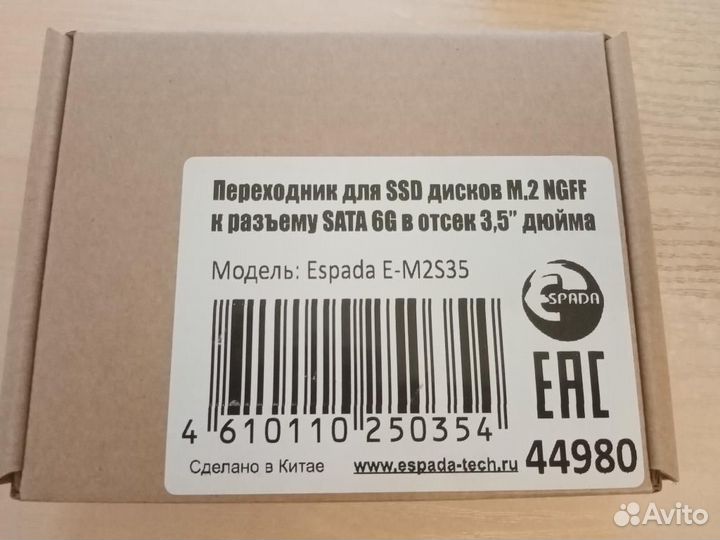 Переходник для SSD дисков M.2 NGFF
к разъему SATA 6G в отсек 3,5” дюйма
Модель: Espada E-M2S35
ESPADA
EAC
4 610110 250354
Сделано в Китае
www.espada-tech.ru
44980
Avito